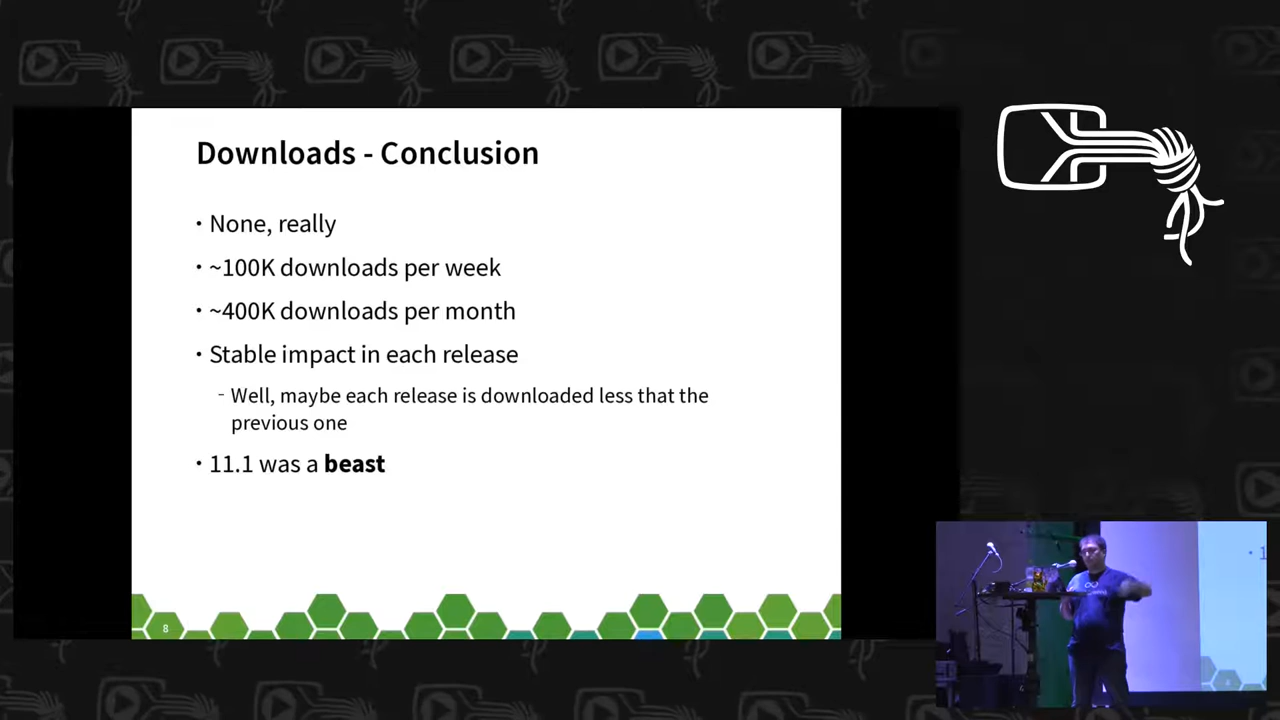 Downloads - Conclusion
• None, really
• ~100K downloads per week
• ~400K downloads per month
• Stable impact in each release
- Well, maybe each release is downloaded less that the
previous one
• 11.1 was a beast
8